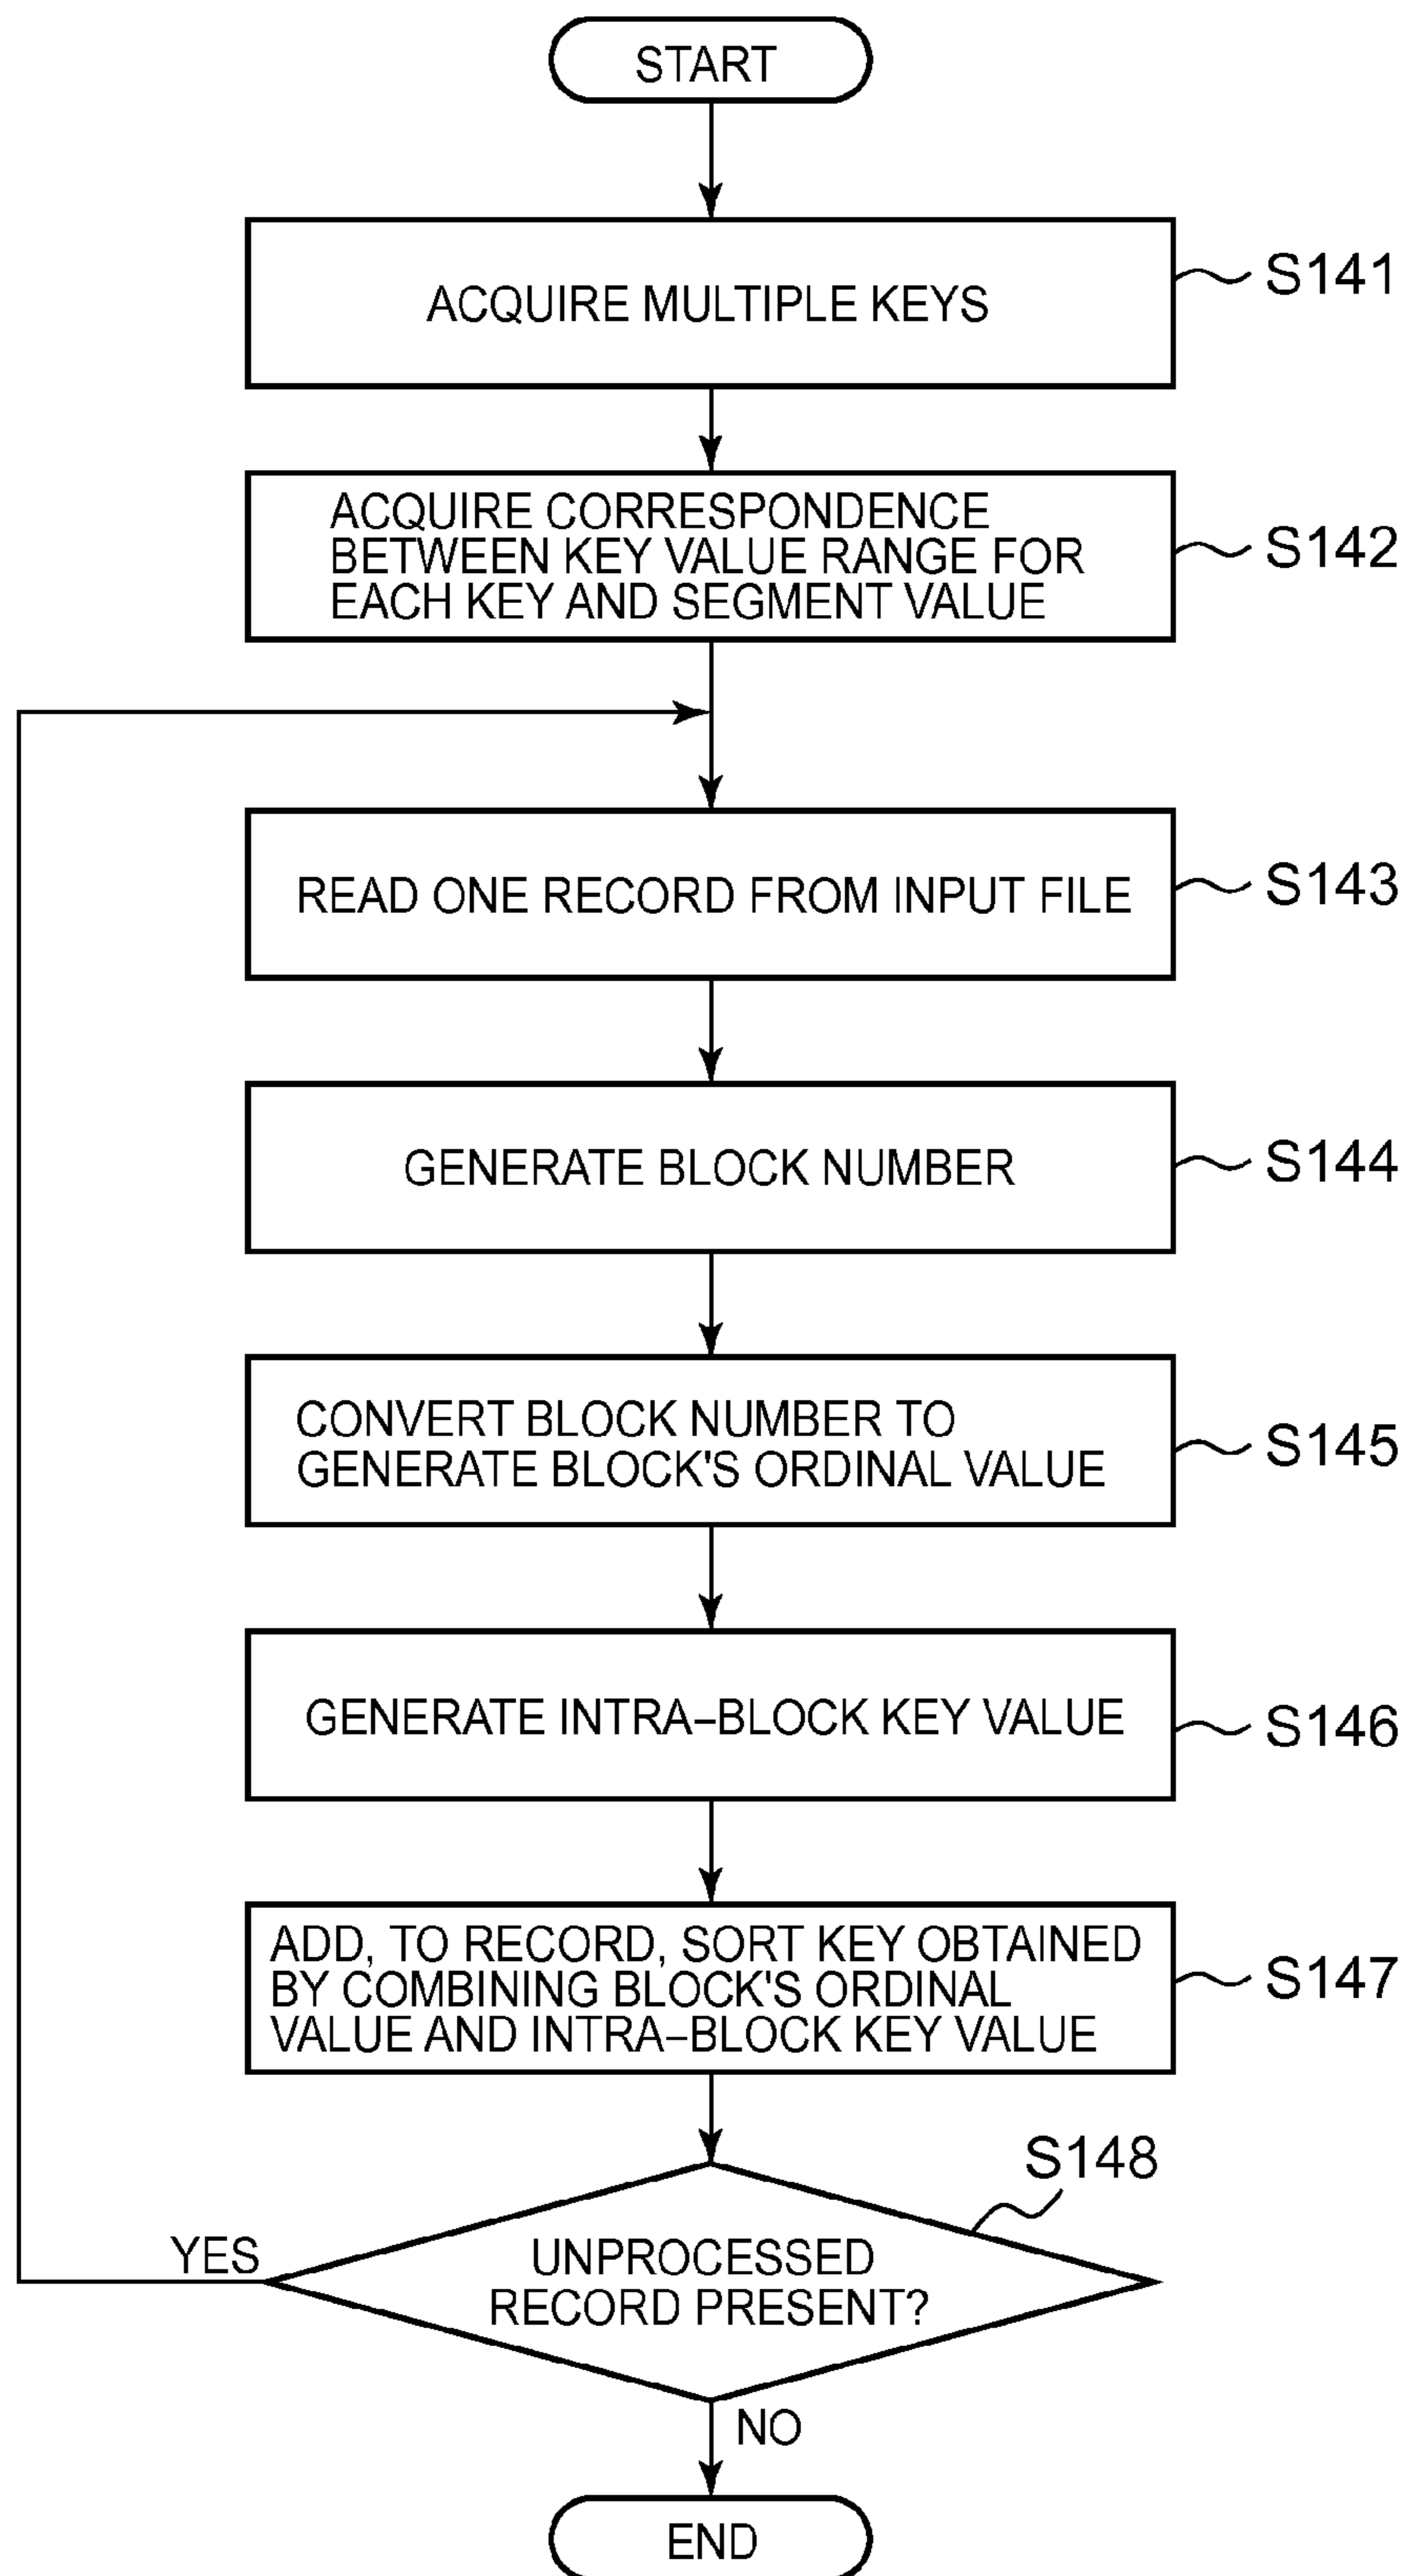 START
ACQUIRE MULTIPLE KEYS
S141
ACQUIRE CORRESPONDENCE
BETWEEN KEY VALUE RANGE FOR
EACH KEY AND SEGMENT VALUE
S142
READ ONE RECORD FROM INPUT FILE
S143
GENERATE BLOCK NUMBER
S144
CONVERT BLOCK NUMBER TO
GENERATE BLOCK'S ORDINAL VALUE
S145
GENERATE INTRA–BLOCK KEY VALUE
S146
ADD, TO RECORD, SORT KEY OBTAINED
BY COMBINING BLOCK'S ORDINAL
VALUE AND INTRA–BLOCK KEY VALUE
S147
S148
UNPROCESSED
RECORD PRESENT?
YES
NO
END